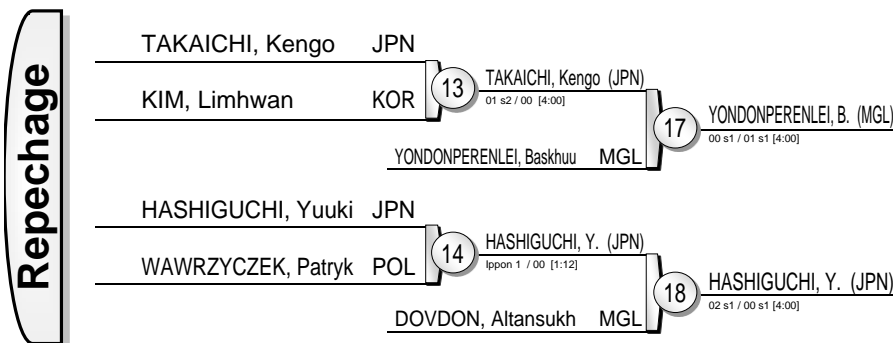 Repechage
TAKAICHI, Kengo JPN
KIM, Limhwan KOR
13
TAKAICHI, Kengo (JPN)
01 s2 / 00 [4:00]
YONDONPERENLEI, Baskhuu MGL
17
YONDONPERENLEI, B. (MGL)
00 s1 / 01 s1 [4:00]
HASHIGUCHI, Yuuki JPN
WAWRZYCZEK, Patryk POL
14
HASHIGUCHI, Y. (JPN)
Ippon 1 / 00 [1:12]
DOVDON, Altansukh MGL
18
HASHIGUCHI, Y. (JPN)
02 s1 / 00 s1 [4:00]